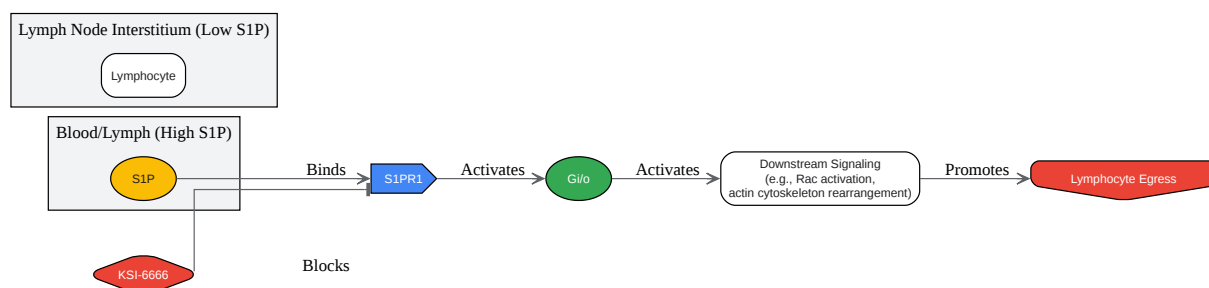 Lymph Node Interstitium (Low S1P)
Lymphocyte
Blood/Lymph (High S1P)
S1P
Binds
S1PR1
Activates
Gi/o
Activates
Downstream Signaling
(e.g., Rac activation,
actin cytoskeleton rearrangement)
Promotes
Lymphocyte Egress
KSI-6666
Blocks